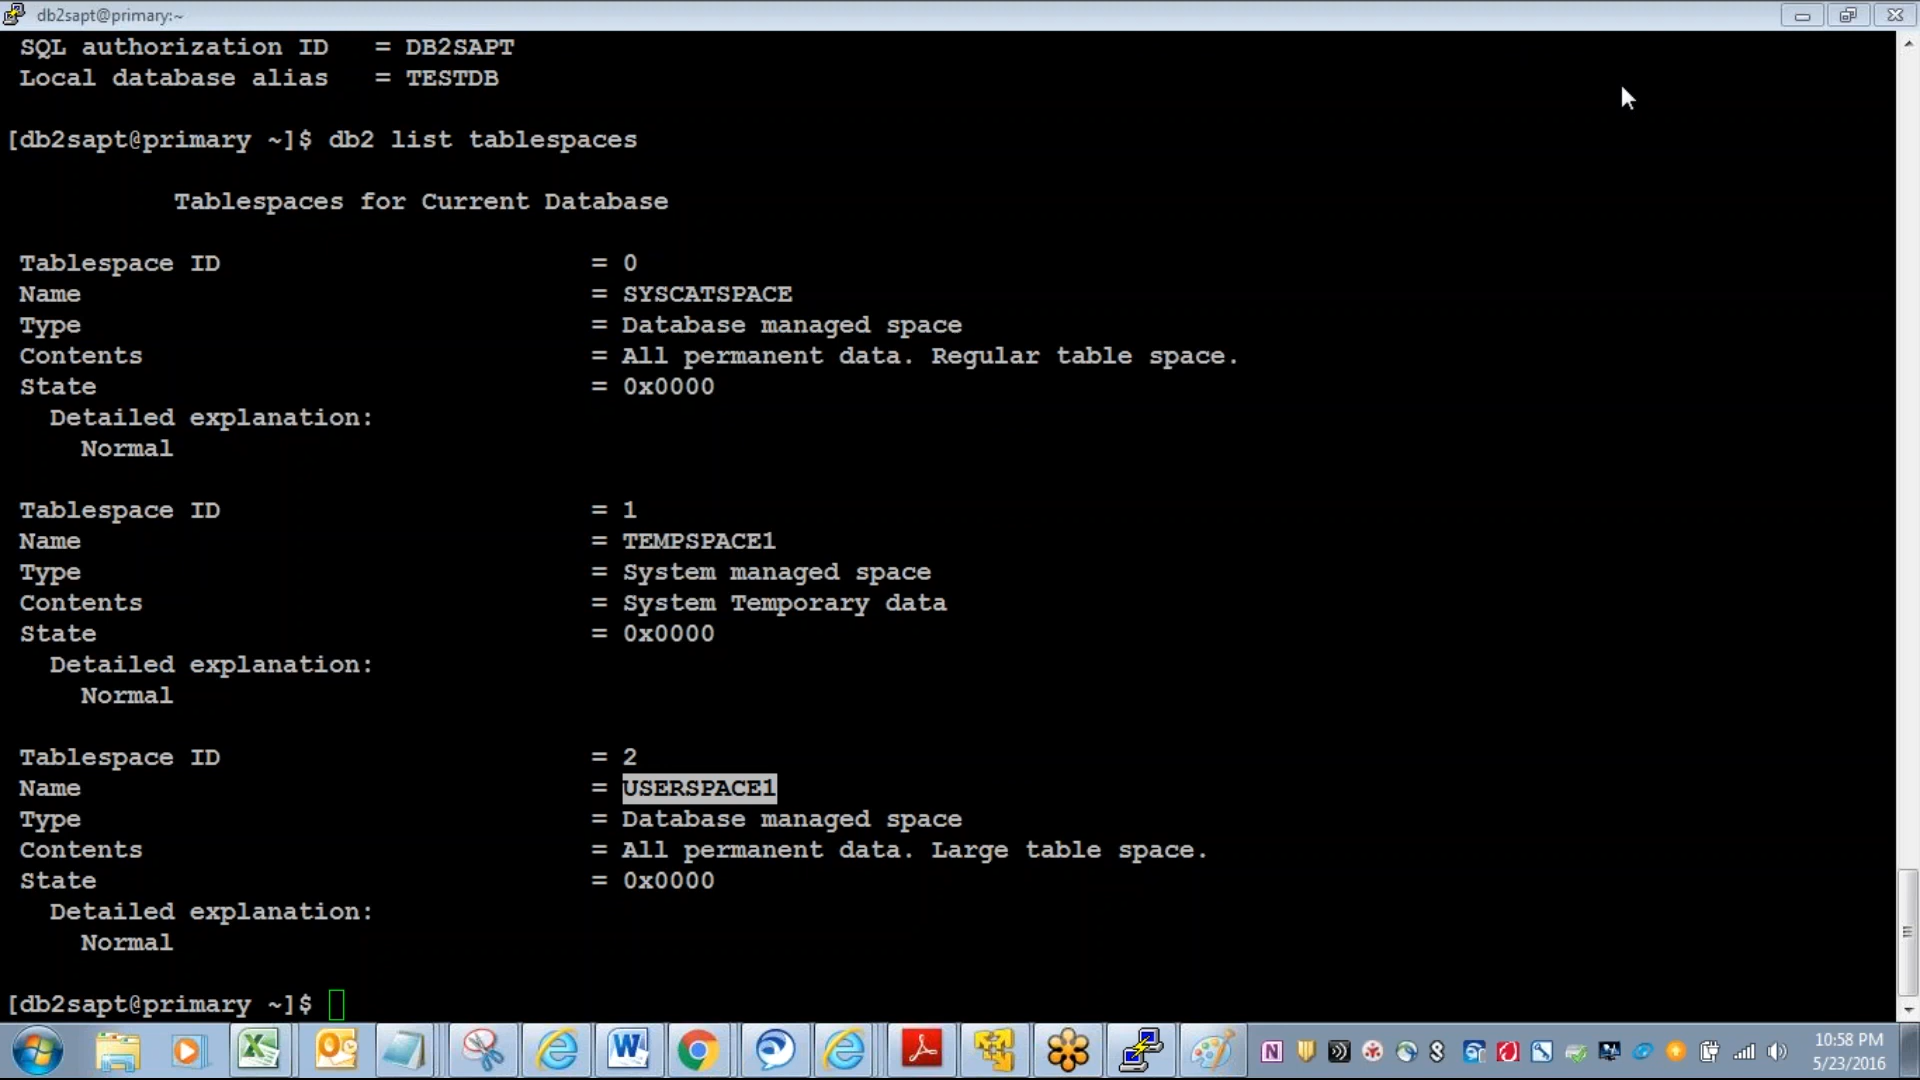 db2sapt@primary:~
SQL authorization ID = DB2SAPT
Local database alias = TESTDB
[db2sapt@primary ~]$ db2 list tablespaces
Tablespaces for Current Database
Tablespace ID = 0
Name = SYSCATSPACE
Type = Database managed space
Contents = All permanent data. Regular table space.
State = 0x0000
Detailed explanation:
Normal
Tablespace ID = 1
Name = TEMPSPACE1
Type = System managed space
Contents = System Temporary data
State = 0x0000
Detailed explanation:
Normal
Tablespace ID = 2
Name = USERSPACE1
Type = Database managed space
Contents = All permanent data. Large table space.
State = 0x0000
Detailed explanation:
Normal
[db2sapt@primary ~]$
10:58 PM
5/23/2016